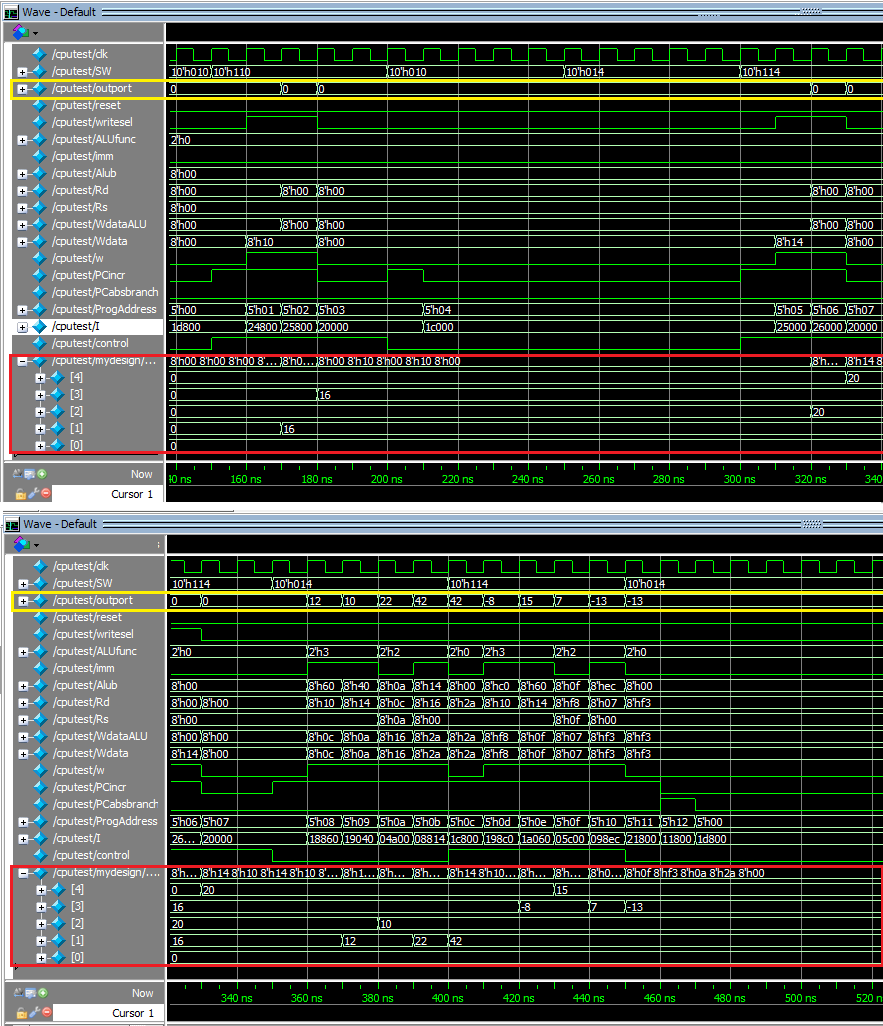 Wave - Default
/cputest/clk
/cputest/SW 10'h010 10'h110 10'h010 10'h014 10'h114
/cputest/outport 0 0 0 0 0
/cputest/reset
/cputest/writesel
/cputest/ALUfunc 2'h0
/cputest/imm
/cputest/Alub 8'h00
/cputest/Rd 8'h00 8'h00 8'h00 8'h00 8'h00
/cputest/Rs 8'h00
/cputest/WdataALU 8'h00 8'h00 8'h00 8'h00 8'h00
/cputest/Wdata 8'h00 8'h10 8'h00 8'h14 8'h00
/cputest/w
/cputest/PCincr
/cputest/PCabsbranch
/cputest/ProgAddress 5'h00 5'h01 5'h02 5'h03 5'h04 5'h05 5'h06 5'h07
/cputest/I 1d800 24800 25800 20000 1c000 25000 26000 20000
/cputest/control
/cputest/mydesign/... 8'h00 8'h00 8'h00 8'... 8'h0... 8'h00 8'h10 8'h00 8'h10 8'h00 8'h... 8'h14 8
[4] 0 20
[3] 0 16
[2] 0 20
[1] 0 16
[0] 0
Now
40 ns 160 ns 180 ns 200 ns 220 ns 240 ns 260 ns 280 ns 300 ns 320 ns 340
Cursor 1
Wave - Default
/cputest/clk
/cputest/SW 10'h114 10'h014 10'h114 10'h014
/cputest/outport 0 0 12 10 22 42 42 -8 15 7 -13 -13
/cputest/reset
/cputest/writesel
/cputest/ALUfunc 2'h0 2'h3 2'h2 2'h0 2'h3 2'h2 2'h0
/cputest/imm
/cputest/Alub 8'h00 8'h60 8'h40 8'h0a 8'h14 8'h00 8'hc0 8'h60 8'h0f 8'hec 8'h00
/cputest/Rd 8'h00 8'h00 8'h10 8'h14 8'h0c 8'h16 8'h2a 8'h10 8'h14 8'hf8 8'h07 8'hf3
/cputest/Rs 8'h00 8'h0a 8'h00 8'h0f 8'h00
/cputest/WdataALU 8'h00 8'h00 8'h0c 8'h0a 8'h16 8'h2a 8'h2a 8'hf8 8'h0f 8'h07 8'hf3 8'hf3
/cputest/Wdata 8'h14 8'h00 8'h0c 8'h0a 8'h16 8'h2a 8'h2a 8'hf8 8'h0f 8'h07 8'hf3 8'hf3
/cputest/w
/cputest/PCincr
/cputest/PCabsbranch
/cputest/ProgAddress 5'h06 5'h07 5'h08 5'h09 5'h0a 5'h0b 5'h0c 5'h0d 5'h0e 5'h0f 5'h10 5'h11 5'h12 5'h00
/cputest/I 26... 20000 18860 19040 04a00 08814 1c800 198c0 1a060 05c00 098ec 21800 11800 1d800
/cputest/control
/cputest/mydesign/... 8'h... 8'h14 8'h10 8'h14 8'h10 8'... 8'h1... 8'h... 8'h... 8'h14 8'h10... 8'h... 8'h... 8'h0... 8'h0f 8'hf3 8'h0a 8'h2a 8'h00
[4] 0 20 15
[3] 16 -8 7 -13
[2] 20 10
[1] 16 12 22 42
[0] 0
Now
340 ns 360 ns 380 ns 400 ns 420 ns 440 ns 460 ns 480 ns 500 ns 520 n
Cursor 1